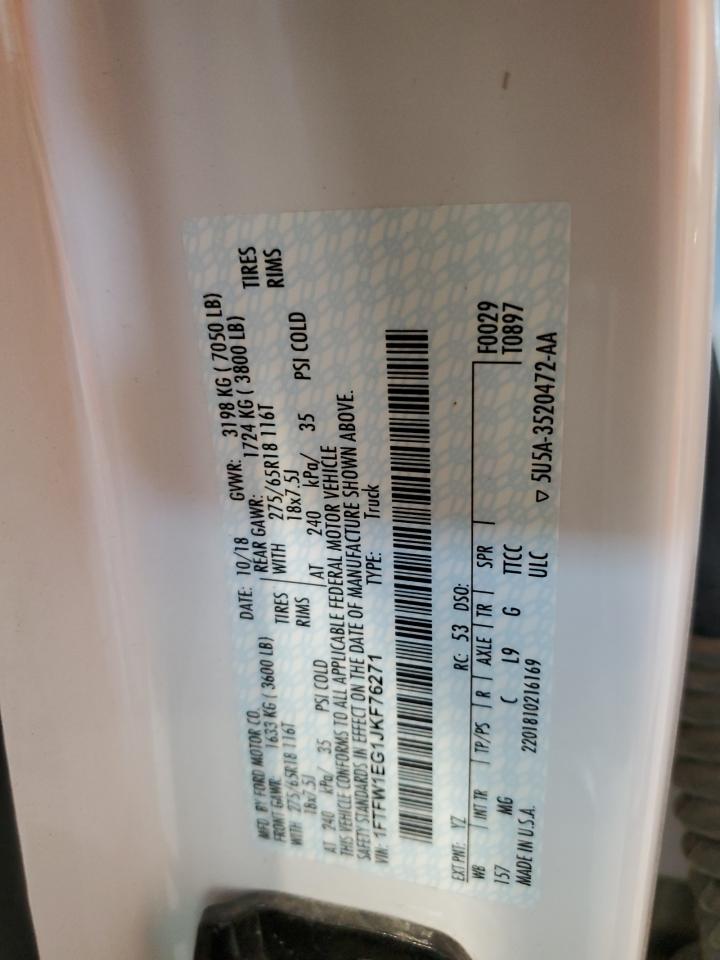 MFD. BY FORD MOTOR CO. DATE: 10/18 GVWR: 3198 KG ( 7050 LB)
FRONT GAWR: 1633 KG ( 3600 LB) REAR GAWR: 1724 KG ( 3800 LB)
WITH 275/65R18 116T TIRES WITH 275/65R18 116T TIRES
18x7.5J RIMS 18x7.5J RIMS
AT 240 kPa/ 35 PSI COLD AT 240 kPa/ 35 PSI COLD
THIS VEHICLE CONFORMS TO ALL APPLICABLE FEDERAL MOTOR VEHICLE
SAFETY STANDARDS IN EFFECT ON THE DATE OF MANUFACTURE SHOWN ABOVE.
VIN: 1FTFW1EG1JKF76271 TYPE: Truck
EXT PNT: YZ RC: 53 DSO:
WB INT TR TP/PS R AXLE TR SPR F0029
157 MG C L9 G TTCC T0897
MADE IN U.S.A. 2201810216169 ULC
▽ 5U5A-3520472-AA